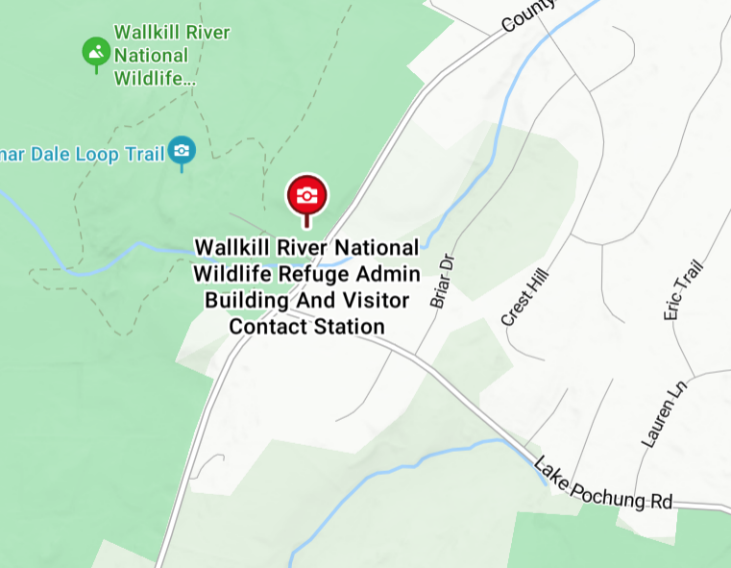 County
Wallkill River
National
Wildlife...
mar Dale Loop Trail
Wallkill River National
Wildlife Refuge Admin
Building And Visitor
Contact Station
Briar Dr
Crest Hill
Eric Trail
Lauren Ln
Lake Pochung Rd